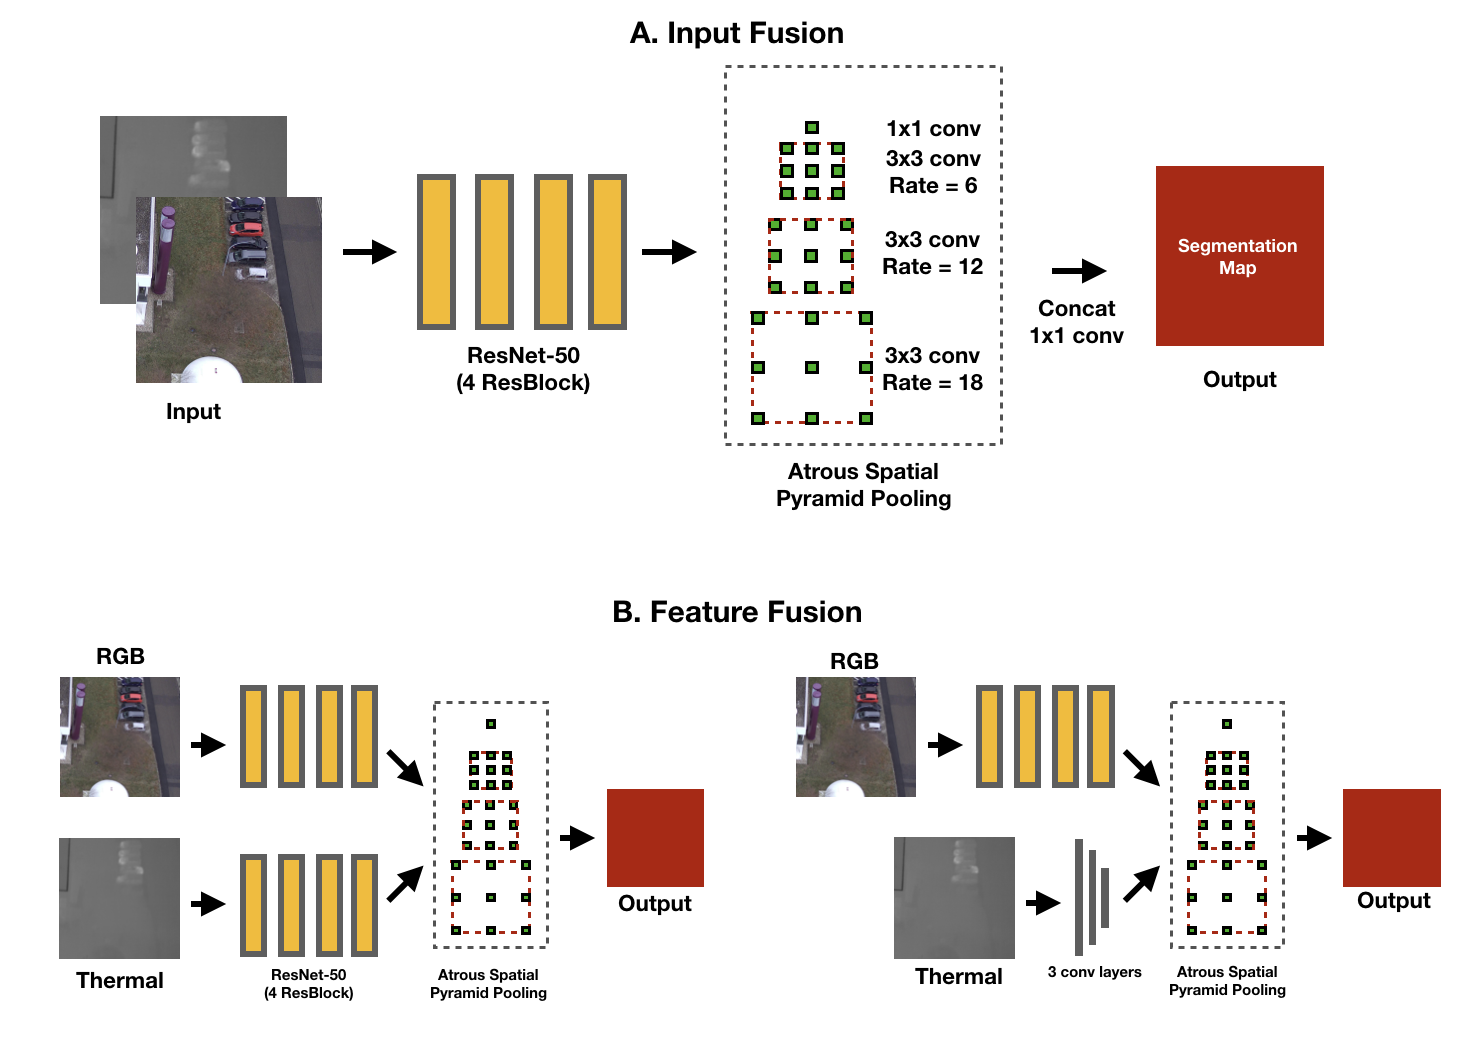 A. Input Fusion
1x1 conv
3x3 conv
Rate = 6
3x3 conv
Rate = 12
3x3 conv
Rate = 18
Segmentation
Map
Concat
1x1 conv
ResNet-50
(4 ResBlock)
Output
Input
Atrous Spatial
Pyramid Pooling
B. Feature Fusion
RGB
Thermal
ResNet-50
(4 ResBlock)
Atrous Spatial
Pyramid Pooling
Output
RGB
Thermal
3 conv layers
Atrous Spatial
Pyramid Pooling
Output